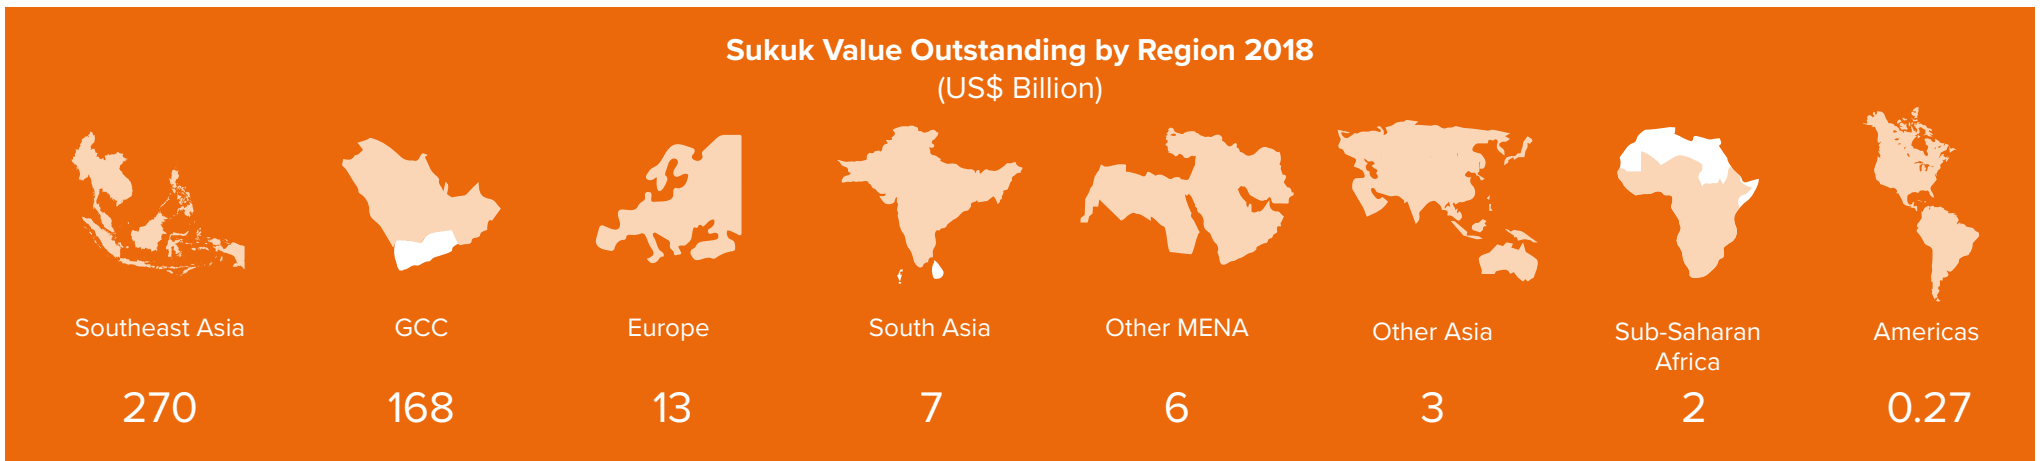 Sukuk Value Outstanding by Region 2018
(US$ Billion)
Southeast Asia
270
GCC
168
Europe
13
South Asia
7
Other MENA
6
Other Asia
3
Sub-Saharan
Africa
2
Americas
0.27